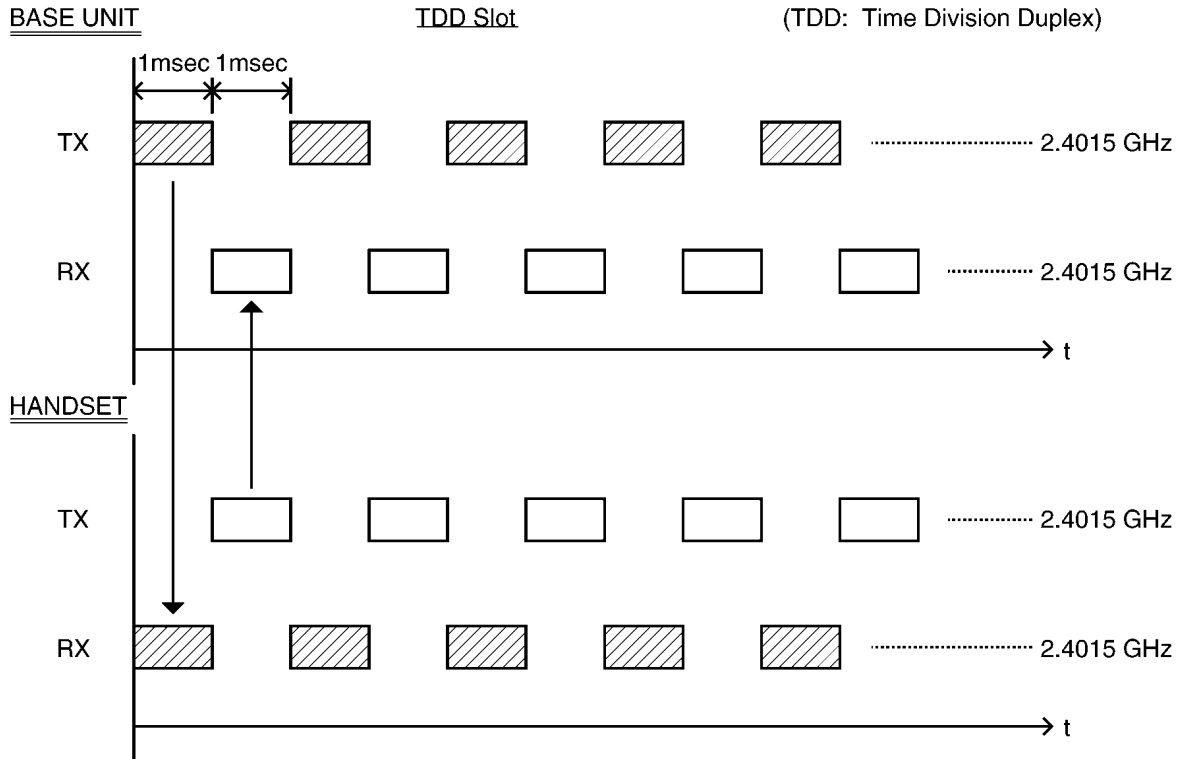 BASE UNIT TDD Slot (TDD: Time Division Duplex)
1msec 1msec
TX 2.4015 GHz
RX 2.4015 GHz
t
HANDSET
TX 2.4015 GHz
RX 2.4015 GHz
t